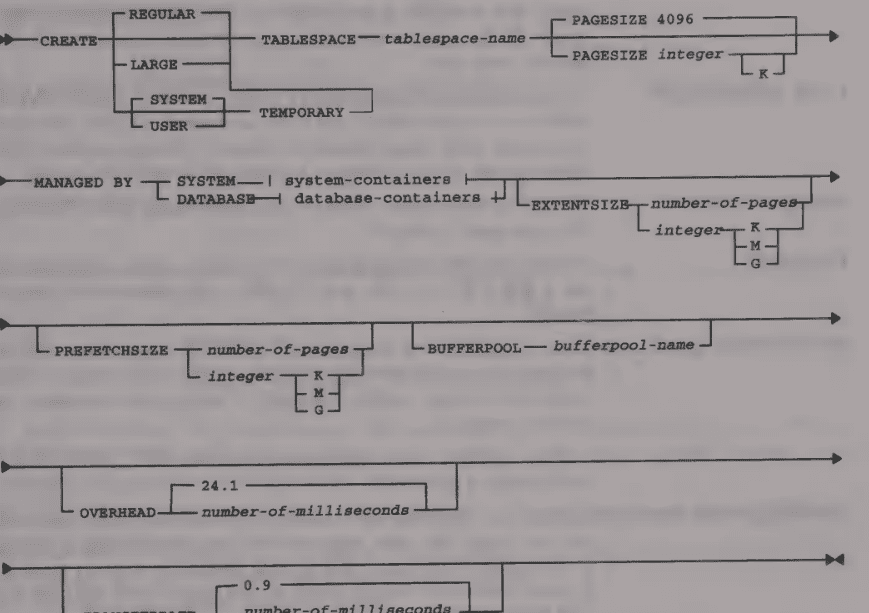 REGULAR
PAGESIZE 4096
CREATE TABLESPACE tablespace-name
LARGE PAGESIZE integer
K
SYSTEM
TEMPORARY
USER
MANAGED BY SYSTEM system-containers
DATABASE database-containers EXTENTSIZE number-of-pages
integer K
M
G
PREFETCHSIZE number-of-pages BUFFERPOOL bufferpool-name
integer K
M
G
24.1
OVERHEAD number-of-milliseconds
0.9
number-of-milliseconds